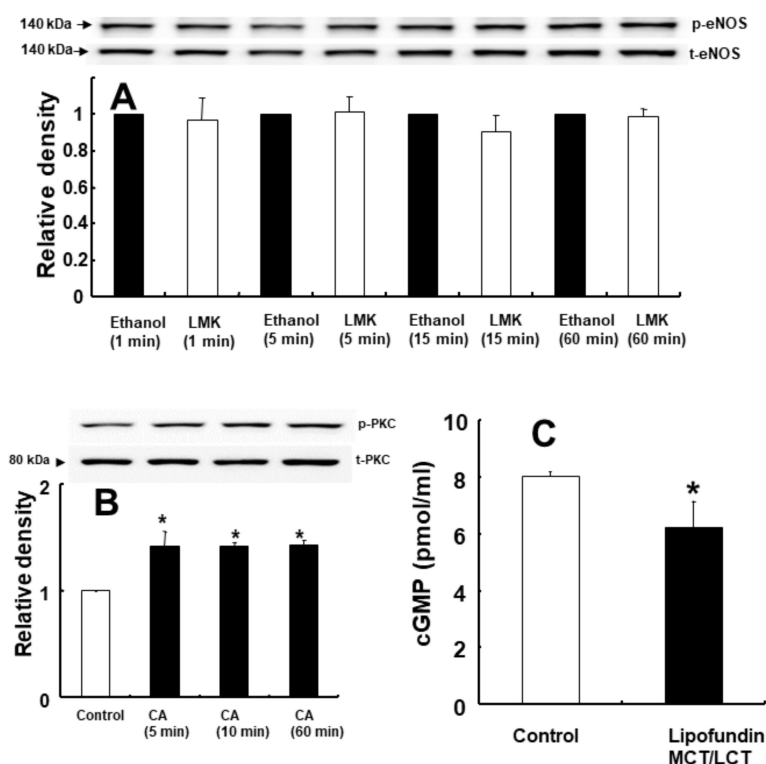 140 kDa p-eNOS
140 kDa t-eNOS
A
Relative density
1
0.8
0.6
0.4
0.2
0
Ethanol LMK Ethanol LMK Ethanol LMK Ethanol LMK
(1 min) (1 min) (5 min) (5 min) (15 min) (15 min) (60 min) (60 min)
p-PKC
80 kDa t-PKC
B
Relative density
2
1
0
* * *
Control CA CA CA
(5 min) (10 min) (60 min)
C
cGMP (pmol/ml)
10
8
6
4
2
0
*
Control Lipofundin
MCT/LCT